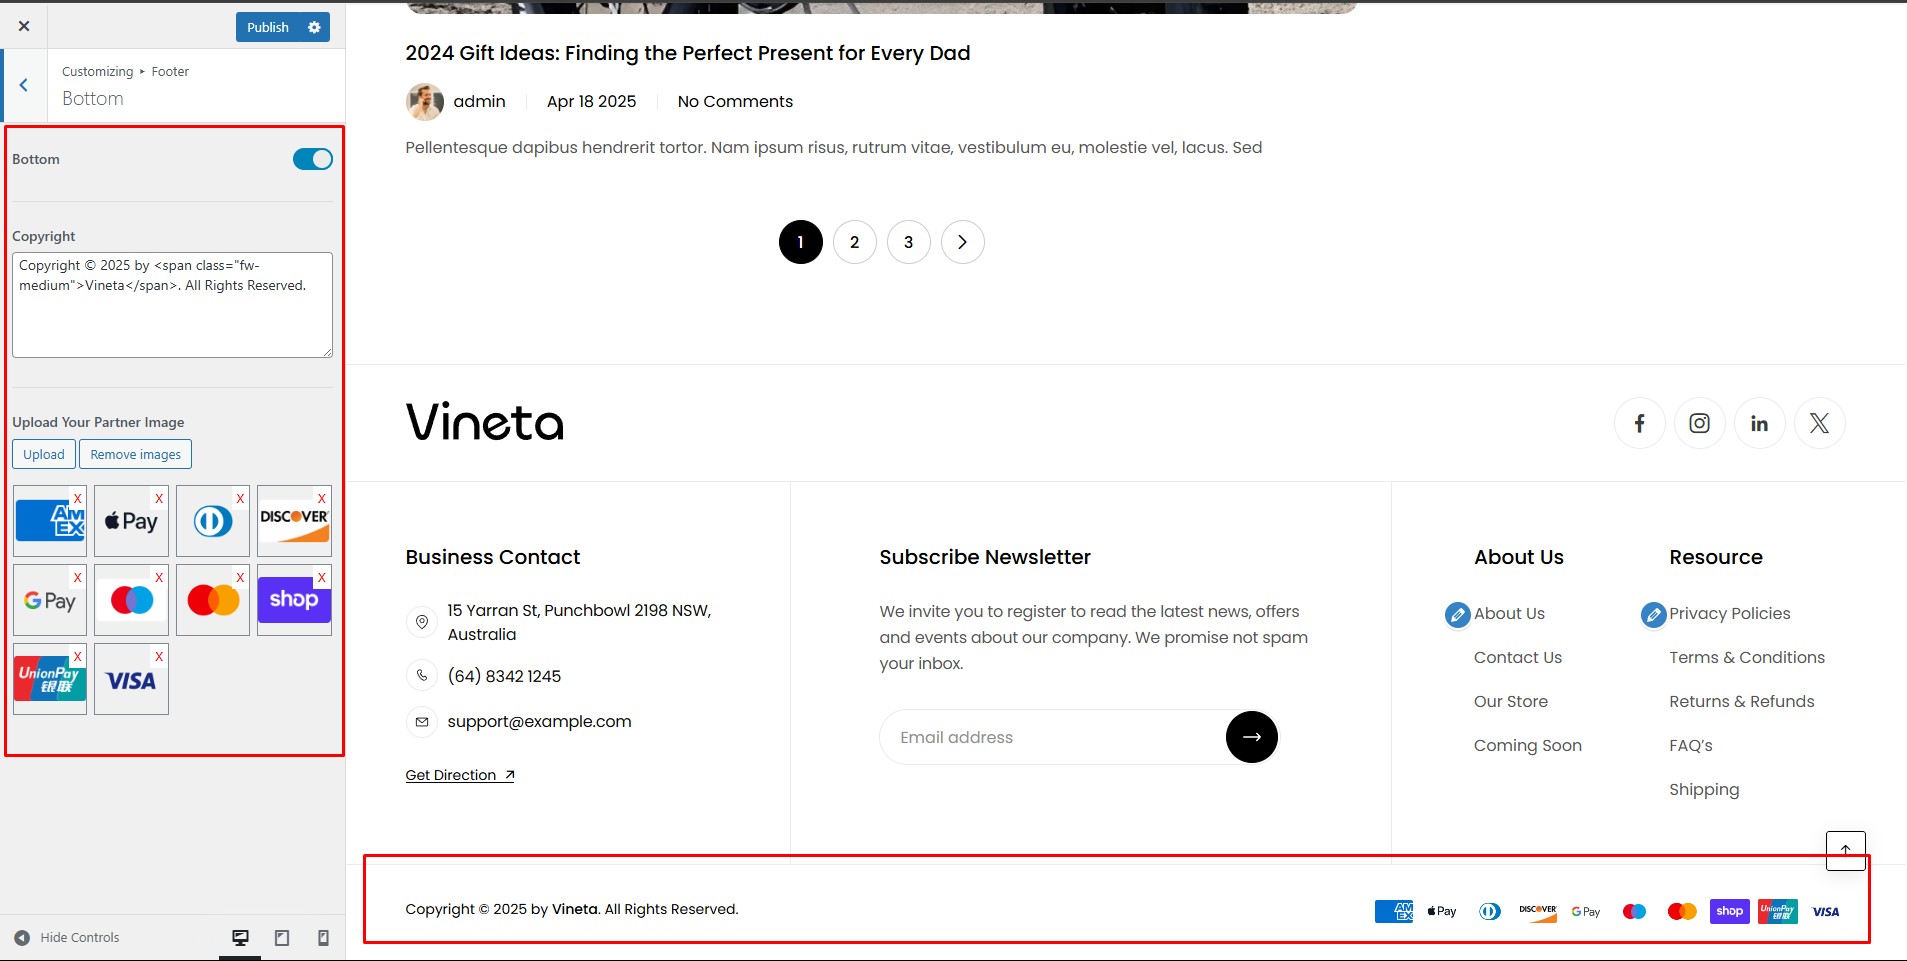 Publish
Customizing ▸ Footer
Bottom
Bottom
Copyright
Copyright © 2025 by <span class="fw-
medium">Vineta</span>. All Rights Reserved.
Upload Your Partner Image
Upload
Remove images
X
X
X
X
AM
EX
Pay
DISCOVER
X
X
X
X
G Pay
shop
X
X
UnionPay
银联
VISA
Hide Controls
2024 Gift Ideas: Finding the Perfect Present for Every Dad
admin
Apr 18 2025
No Comments
Pellentesque dapibus hendrerit tortor. Nam ipsum risus, rutrum vitae, vestibulum eu, molestie vel, lacus. Sed
1
2
3
Vineta
Business Contact
15 Yarran St, Punchbowl 2198 NSW,
Australia
(64) 8342 1245
support@example.com
Get Direction
Subscribe Newsletter
We invite you to register to read the latest news, offers
and events about our company. We promise not spam
your inbox.
Email address
About Us
About Us
Contact Us
Our Store
Coming Soon
Resource
Privacy Policies
Terms & Conditions
Returns & Refunds
FAQ’s
Shipping
Copyright © 2025 by Vineta. All Rights Reserved.
AM
EX
Pay
DISCOVER
G Pay
shop
UnionPay
银联
VISA